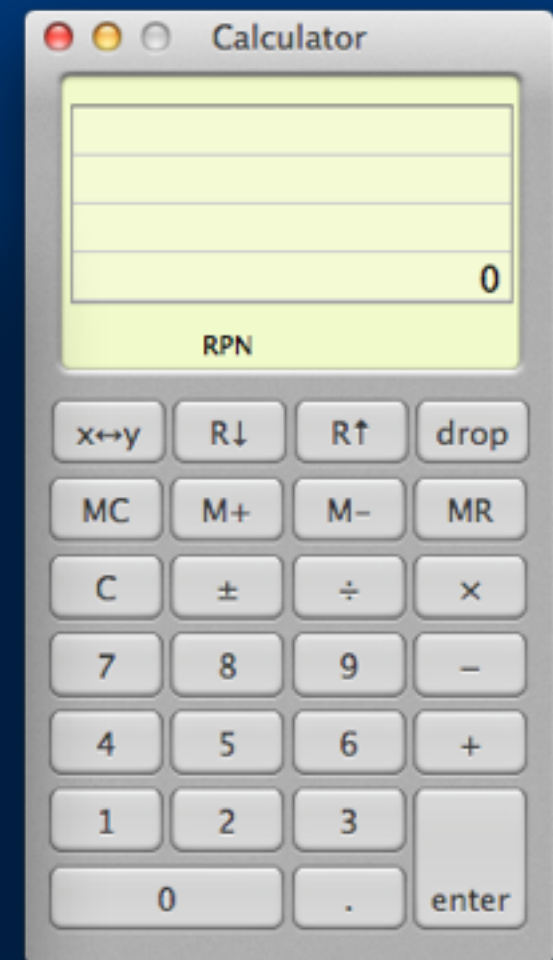 Calculator
0
RPN
x↔y R↓ R↑ drop
MC M+ M− MR
C ± ÷ ×
7 8 9 −
4 5 6 +
1 2 3
0 . enter